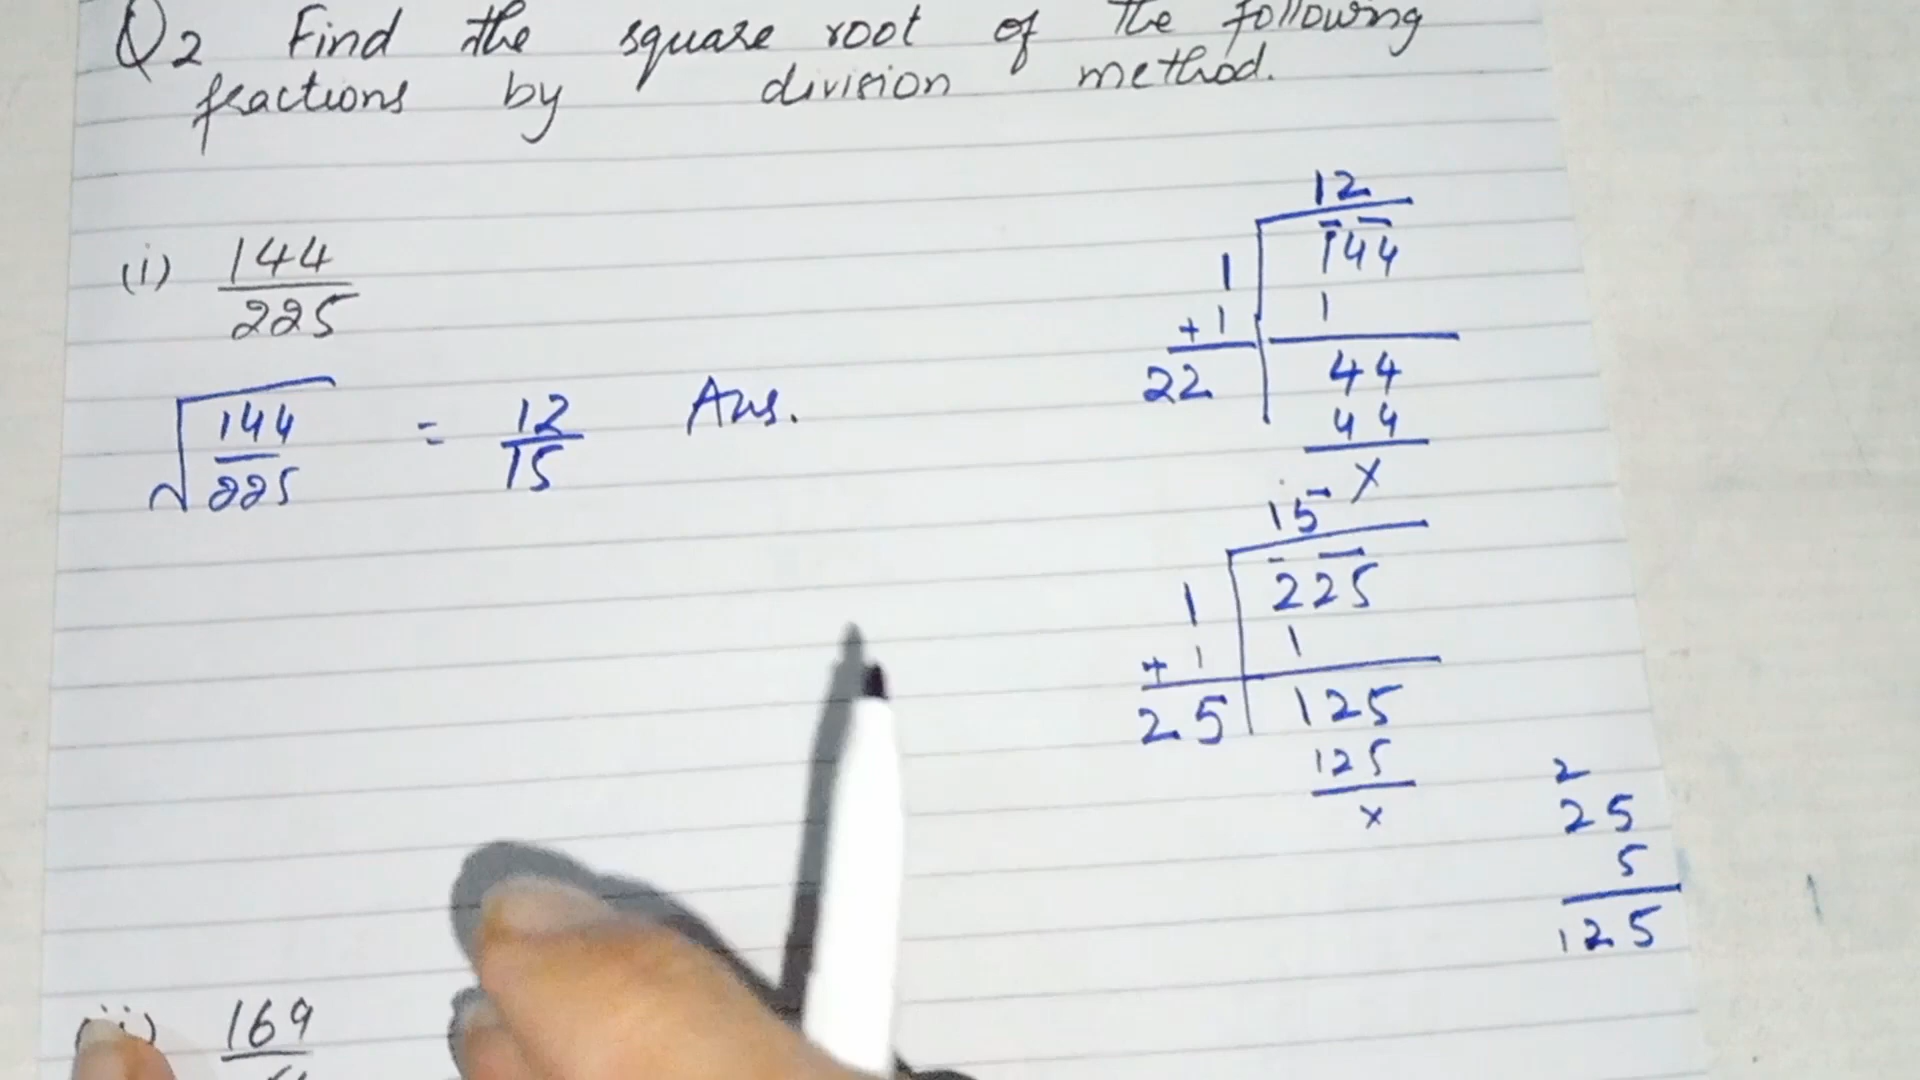 Q2 Find the square root of the following
fractions by division method.
(i) 144
225
√144/225 = 12/15 Ans.
12
1 144
+1 1
22 44
44
x
15
1 225
+1 1
25 125
125
x
2
25
5
125
(ii) 169